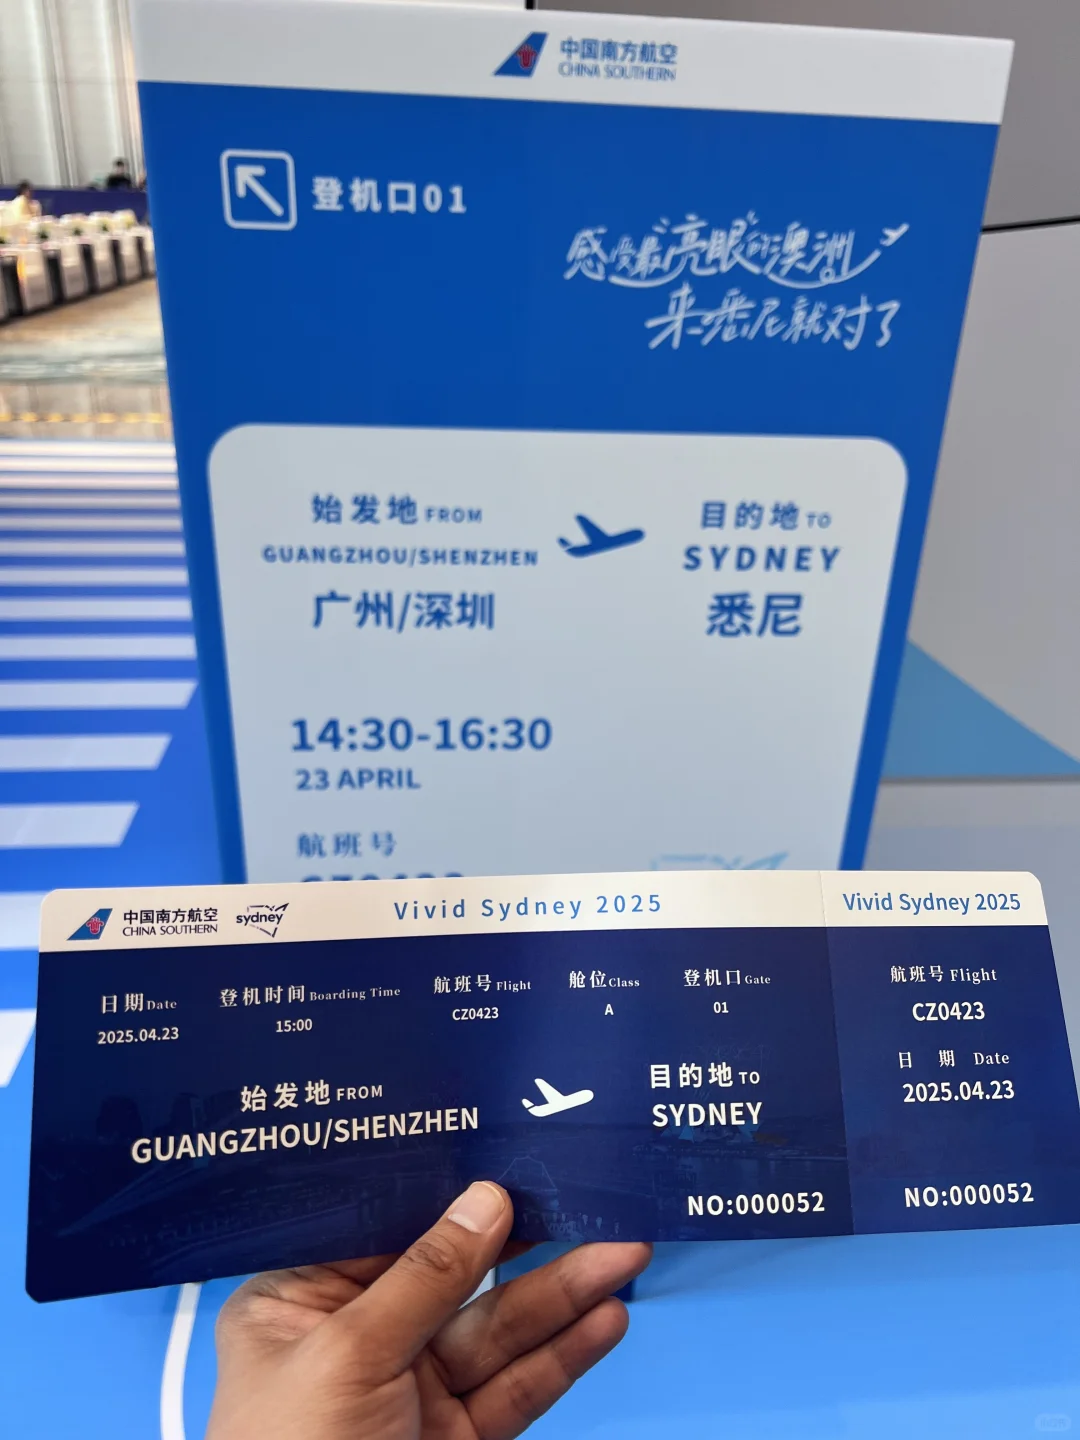 中国南方航空
CHINA SOUTHERN
登机口01
感受最“亮眼”的澳洲
来悉尼就对了
始发地 FROM
GUANGZHOU/SHENZHEN
广州/深圳
目的地 TO
SYDNEY
悉尼
14:30-16:30
23 APRIL
航班号
中国南方航空
CHINA SOUTHERN
sydney
Vivid Sydney 2025
日期 Date
2025.04.23
登机时间 Boarding Time
15:00
航班号 Flight
CZ0423
舱位 Class
A
登机口 Gate
01
始发地 FROM
GUANGZHOU/SHENZHEN
目的地 TO
SYDNEY
NO:000052
Vivid Sydney 2025
航班号 Flight
CZ0423
日 期 Date
2025.04.23
NO:000052